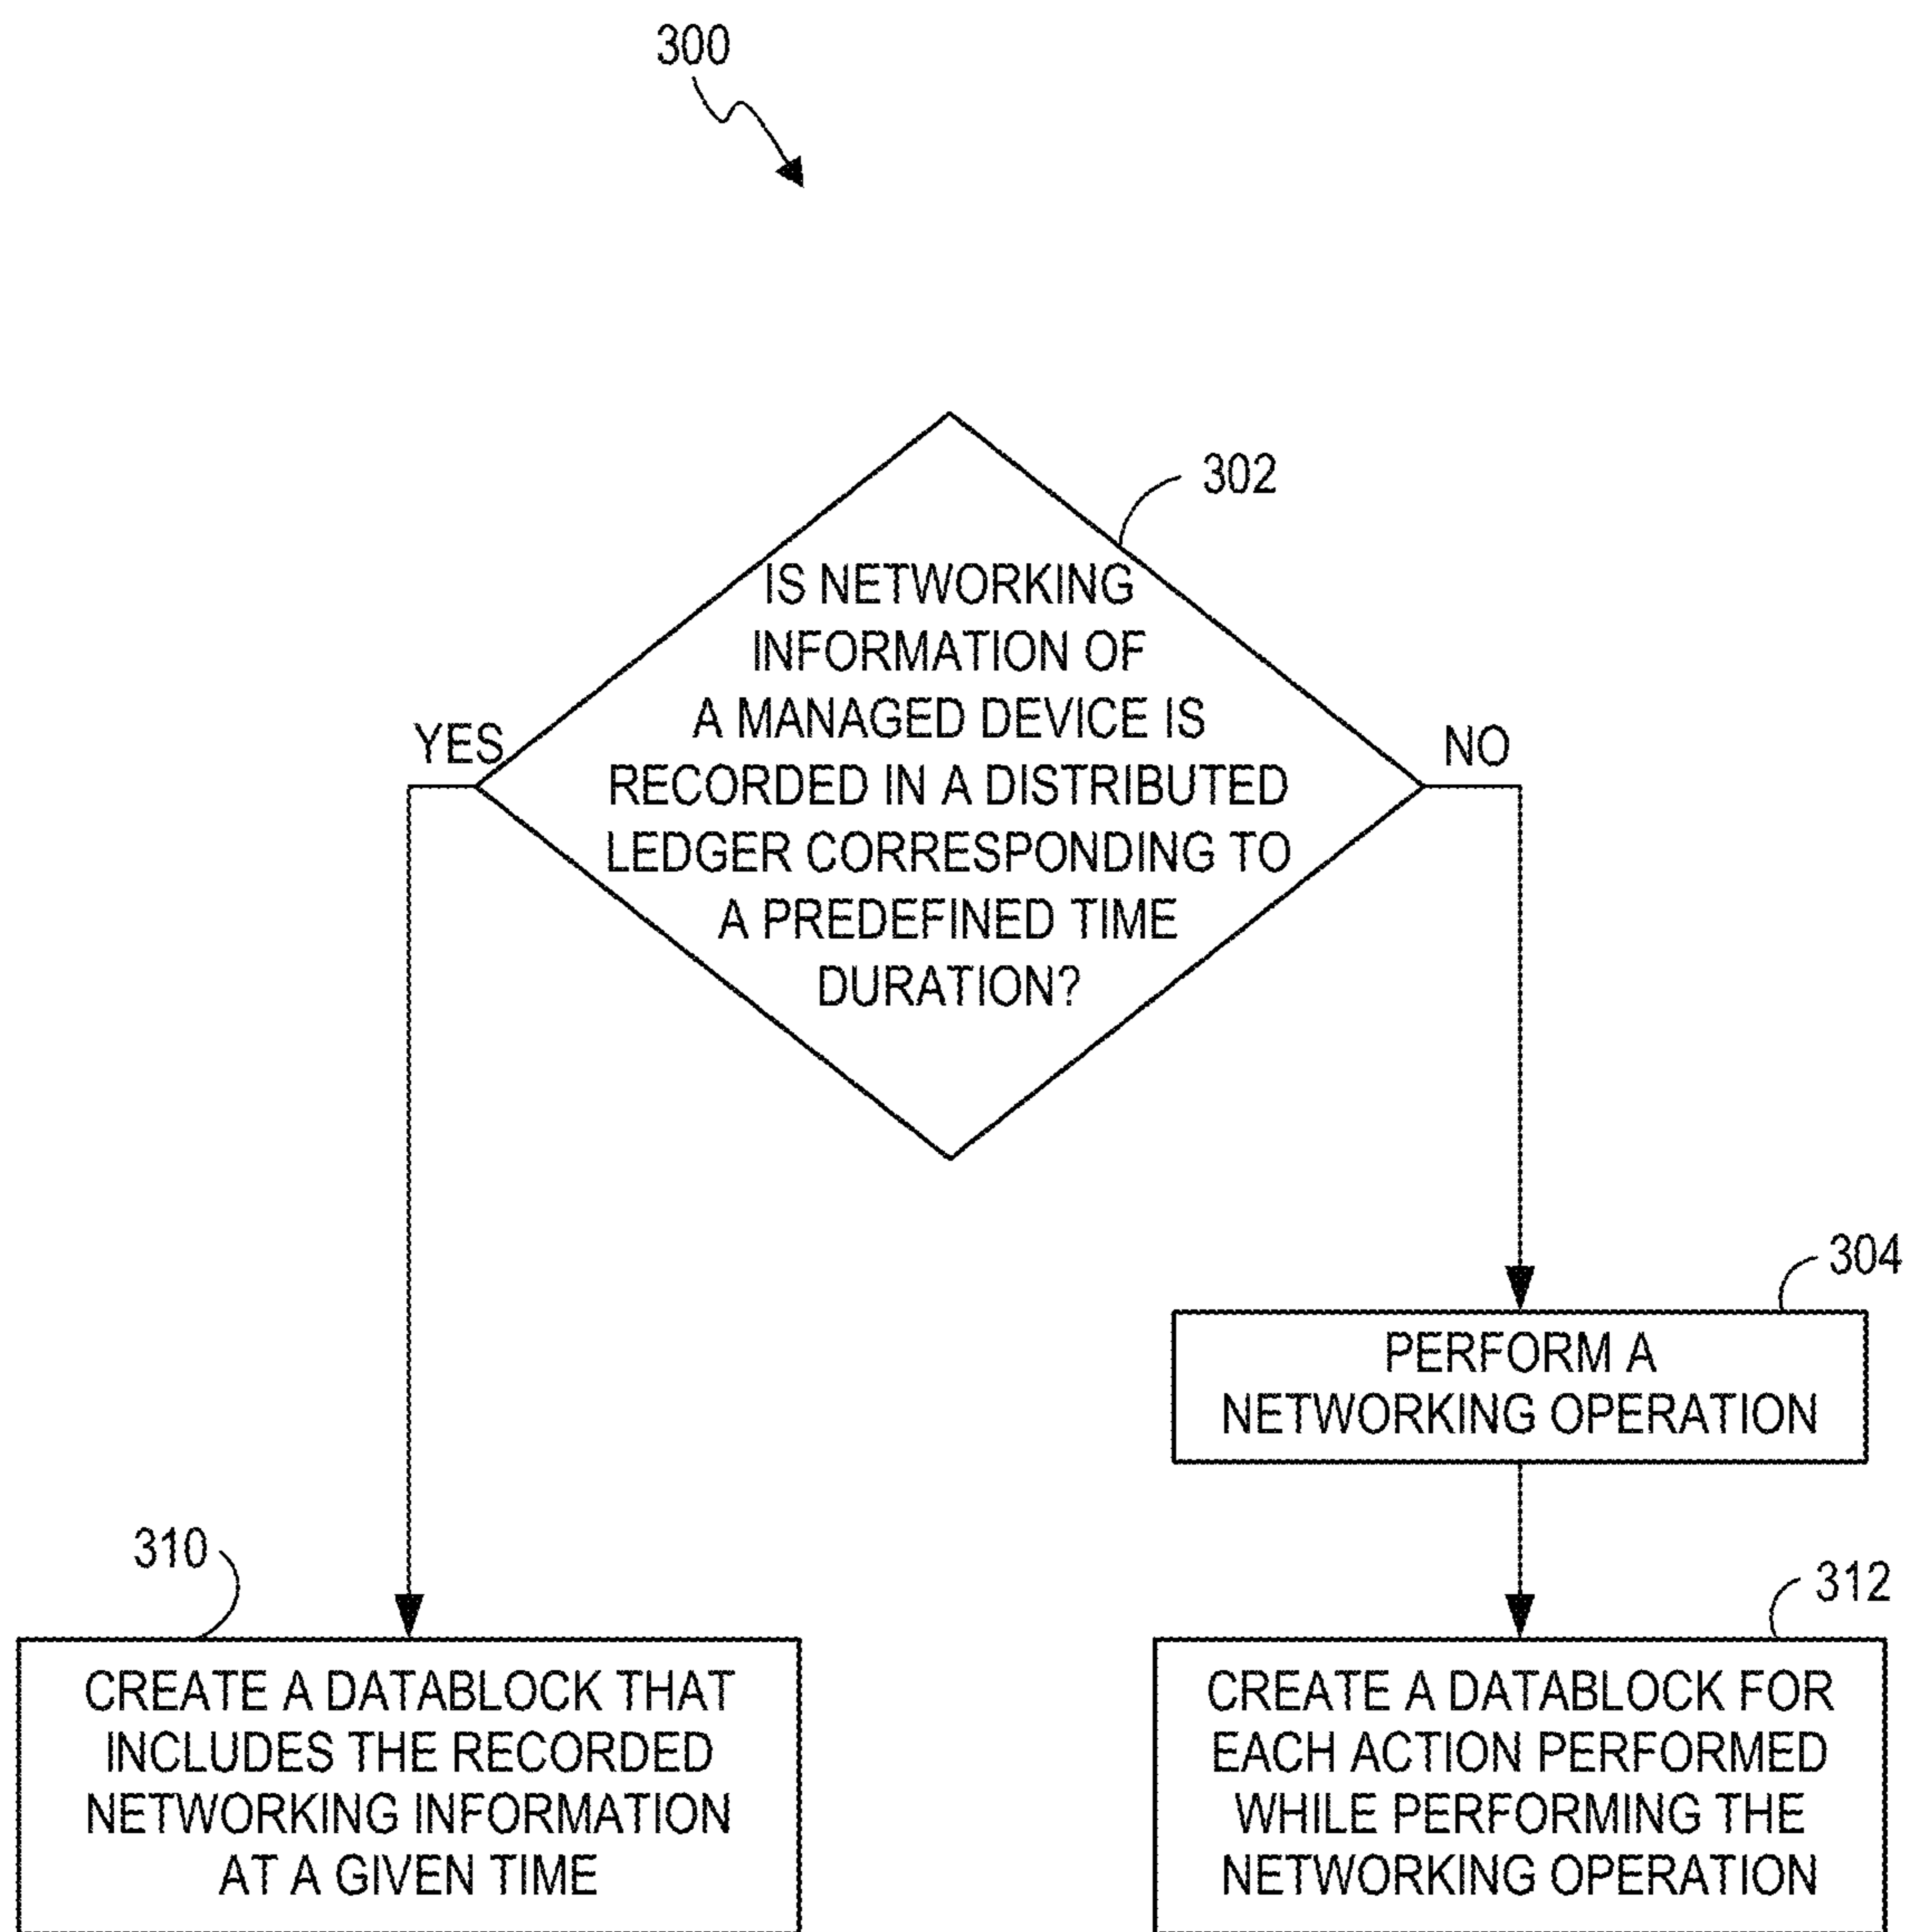 300
302
IS NETWORKING
INFORMATION OF
A MANAGED DEVICE IS
RECORDED IN A DISTRIBUTED
LEDGER CORRESPONDING TO
A PREDEFINED TIME
DURATION?
YES
NO
304
PERFORM A
NETWORKING OPERATION
310
CREATE A DATABLOCK THAT
INCLUDES THE RECORDED
NETWORKING INFORMATION
AT A GIVEN TIME
312
CREATE A DATABLOCK FOR
EACH ACTION PERFORMED
WHILE PERFORMING THE
NETWORKING OPERATION